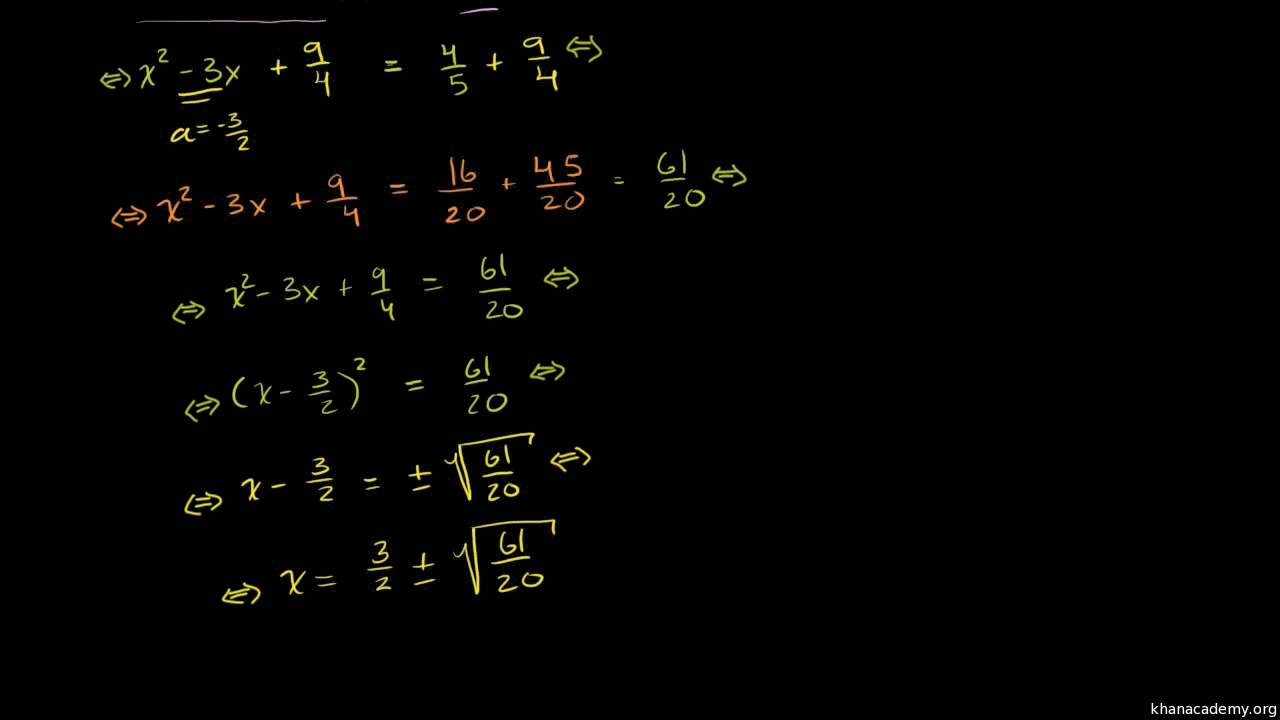 ⇔ x² - 3x + 9/4 = 4/5 + 9/4 ⇔
a = -3/2
⇔ x² - 3x + 9/4 = 16/20 + 45/20 = 61/20 ⇔
⇔ x² - 3x + 9/4 = 61/20 ⇔
⇔ (x - 3/2)² = 61/20 ⇔
⇔ x - 3/2 = ± √(61/20) ⇔
⇔ x = 3/2 ± √(61/20)
khanacademy.org